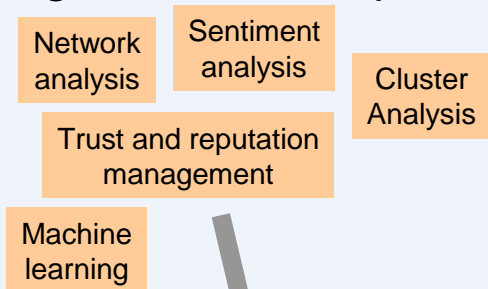 Network
analysis
Sentiment
analysis
Cluster
Analysis
Trust and reputation
management
Machine
learning